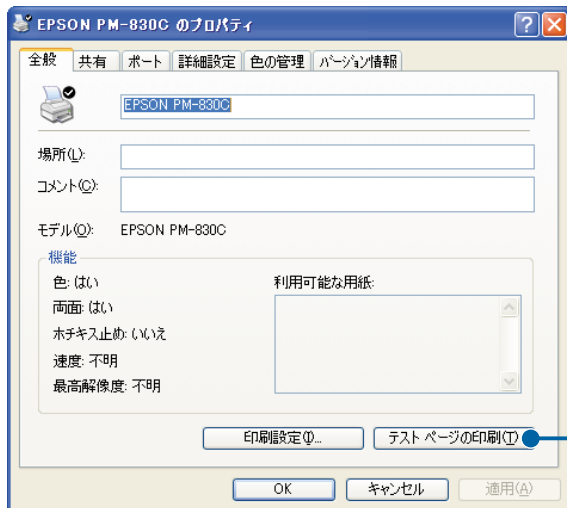 EPSON PM-830C のプロパティ
全般 共有 ポート 詳細設定 色の管理 バージョン情報
EPSON PM-830C
場所(L):
コメント(C):
モデル(O): EPSON PM-830C
機能
色: はい 利用可能な用紙:
両面: はい
ホチキス止め: いいえ
速度: 不明
最高解像度: 不明
印刷設定(I)... テスト ページの印刷(T)
OK キャンセル 適用(A)